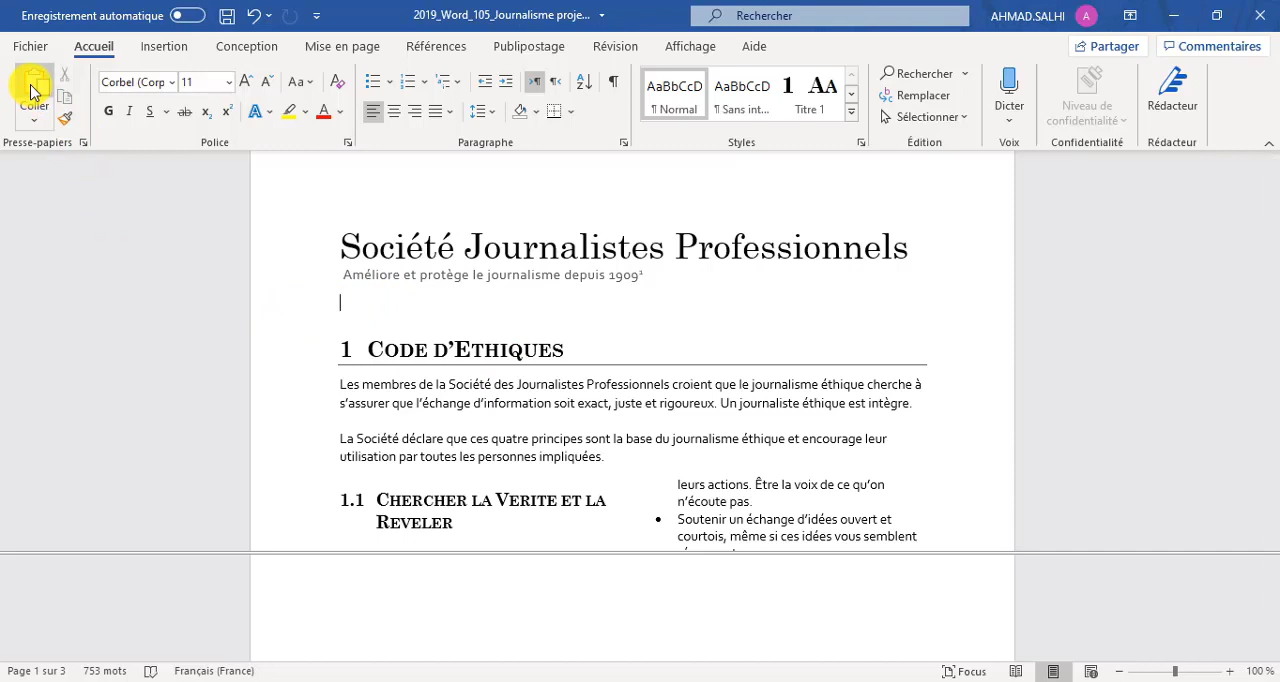 Enregistrement automatique
2019_Word_105_Journalisme proje...
Rechercher
AHMAD.SALHI
A
Fichier
Accueil
Insertion
Conception
Mise en page
Références
Publipostage
Révision
Affichage
Aide
Partager
Commentaires
Coller
Presse-papiers
Corbel (Corp
11
Aa
G I S ab x₂ x²
A
A
Police
Paragraphe
AaBbCcD
¶ Normal
AaBbCcD
¶ Sans int...
1 AA
Titre 1
Styles
Rechercher
Remplacer
Sélectionner
Édition
Dicter
Voix
Niveau de
confidentialité
Confidentialité
Rédacteur
Rédacteur
Société Journalistes Professionnels
Améliore et protège le journalisme depuis 1909¹
1 CODE D’ETHIQUES
Les membres de la Société des Journalistes Professionnels croient que le journalisme éthique cherche à
s’assurer que l’échange d’information soit exact, juste et rigoureux. Un journaliste éthique est intègre.
La Société déclare que ces quatre principes sont la base du journalisme éthique et encourage leur
utilisation par toutes les personnes impliquées.
1.1 CHERCHER LA VERITE ET LA
REVELER
leurs actions. Être la voix de ce qu’on
n’écoute pas.
• Soutenir un échange d’idées ouvert et
courtois, même si ces idées vous semblent
Page 1 sur 3
753 mots
Français (France)
Focus
100 %